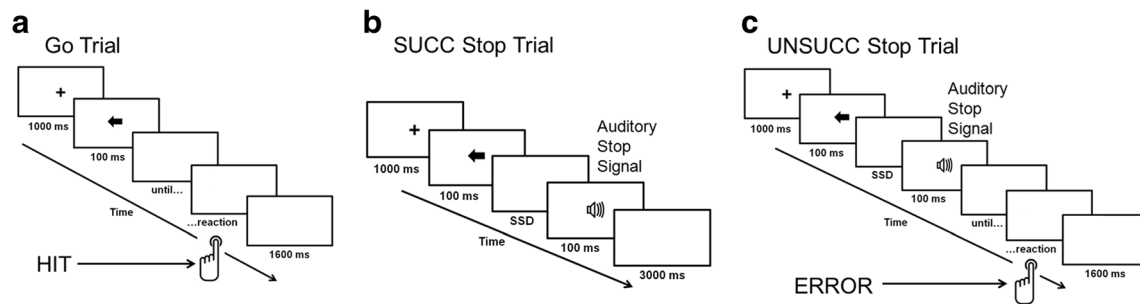 a
Go Trial
+
1000 ms
100 ms
until...
...reaction
1600 ms
Time
HIT
b
SUCC Stop Trial
+
1000 ms
100 ms
SSD
Auditory
Stop
Signal
100 ms
3000 ms
Time
c
UNSUCC Stop Trial
+
1000 ms
100 ms
SSD
Auditory
Stop
Signal
100 ms
until...
...reaction
1600 ms
Time
ERROR